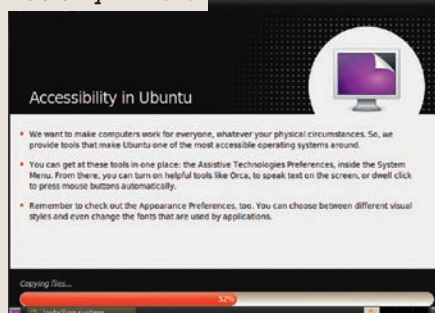 Accessibility in Ubuntu
We want to make computers work for everyone, whatever your physical circumstances. So, we
provide tools that make Ubuntu one of the most accessible operating systems around.
You can get at these tools in one place: the Assistive Technologies Preferences, inside the System
Menu. From there, you can turn on helpful tools like Orca, to speak text on the screen, or dwell click
to press mouse buttons automatically.
Remember to check out the Appearance Preferences, too. You can choose between different visual
styles and even change the fonts that are used by applications.
Copying files...
52%
Installing system